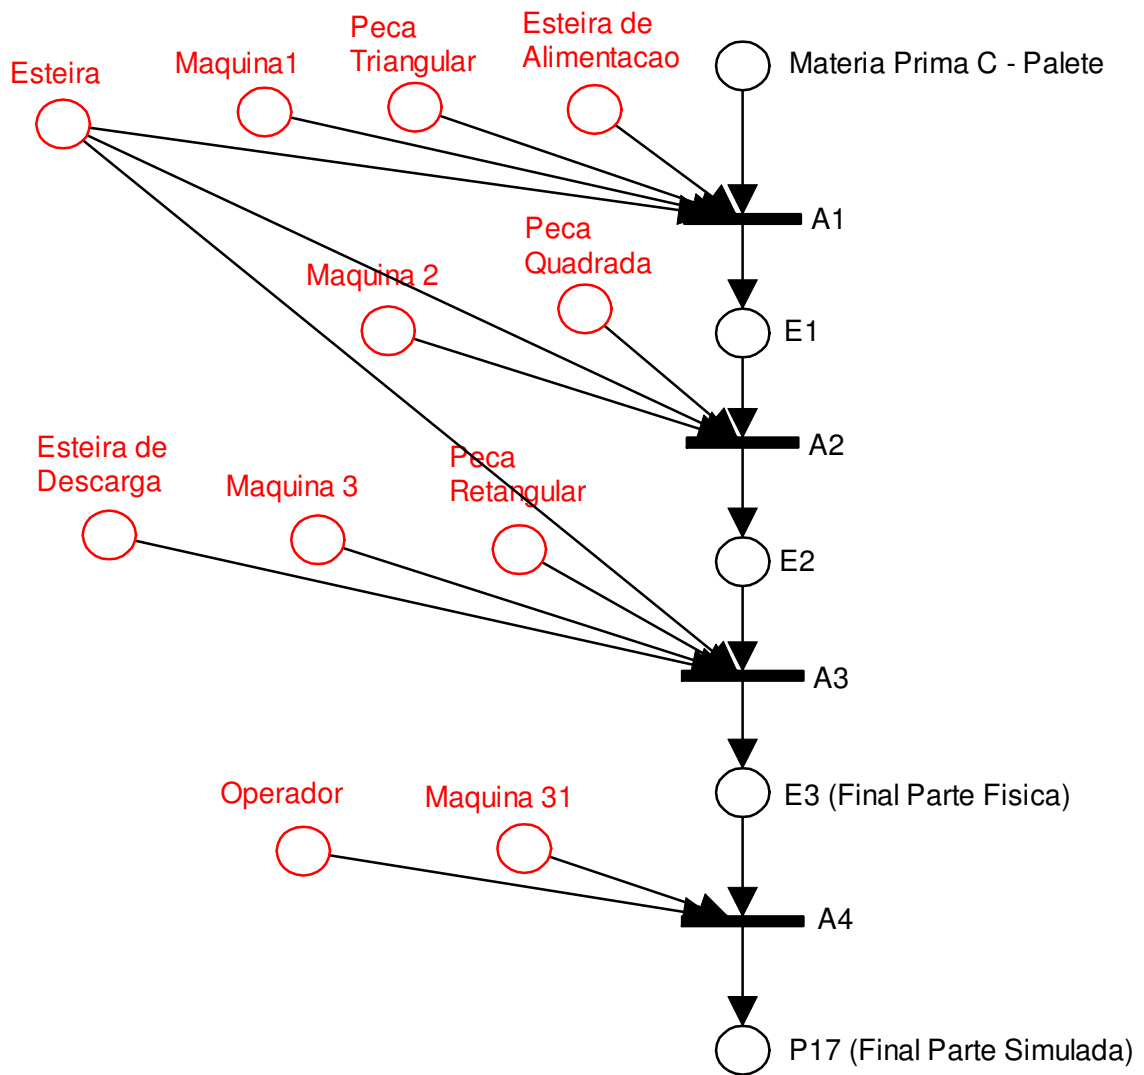 Esteira
Maquina1
Peca
Triangular
Esteira de
Alimentacao
Materia Prima C - Palete
A1
Peca
Quadrada
Maquina 2
E1
A2
Esteira de
Descarga
Maquina 3
Peca
Retangular
E2
A3
Operador
Maquina 31
E3 (Final Parte Fisica)
A4
P17 (Final Parte Simulada)